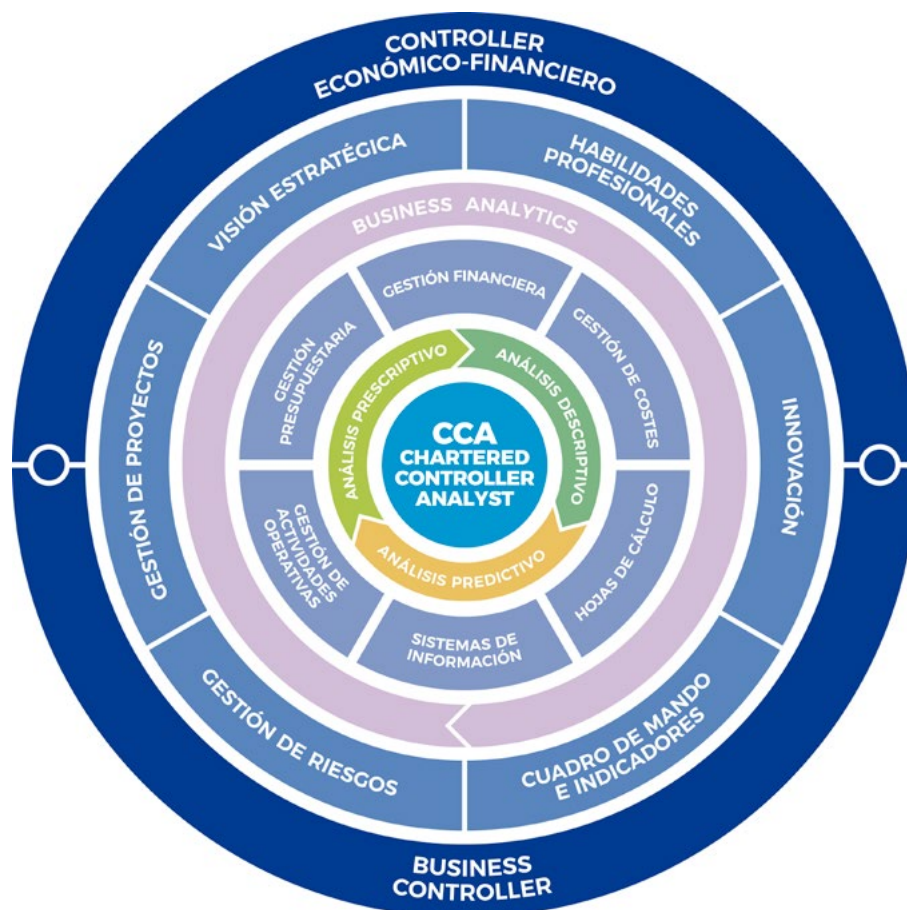 CONTROLLER
ECONÓMICO-FINANCIERO
VISIÓN ESTRATÉGICA
HABILIDADES
PROFESIONALES
INNOVACIÓN
CUADRO DE MANDO
E INDICADORES
GESTIÓN DE RIESGOS
GESTIÓN DE PROYECTOS
BUSINESS ANALYTICS
GESTIÓN FINANCIERA
GESTIÓN DE COSTES
HOJAS DE CÁLCULO
SISTEMAS DE
INFORMACIÓN
GESTIÓN DE
ACTIVIDADES
OPERATIVAS
GESTIÓN
PRESUPUESTARIA
ANÁLISIS PRESCRIPTIVO
ANÁLISIS DESCRIPTIVO
ANÁLISIS PREDICTIVO
CCA
CHARTERED
CONTROLLER
ANALYST
BUSINESS
CONTROLLER